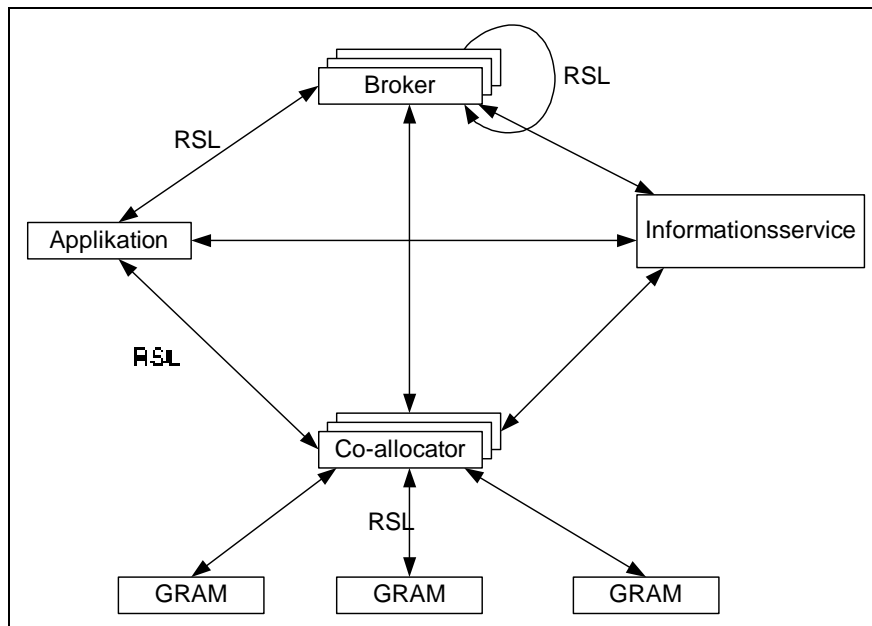 Broker
RSL
RSL
Applikation
Informationsservice
RSL
Co-allocator
RSL
GRAM
GRAM
GRAM